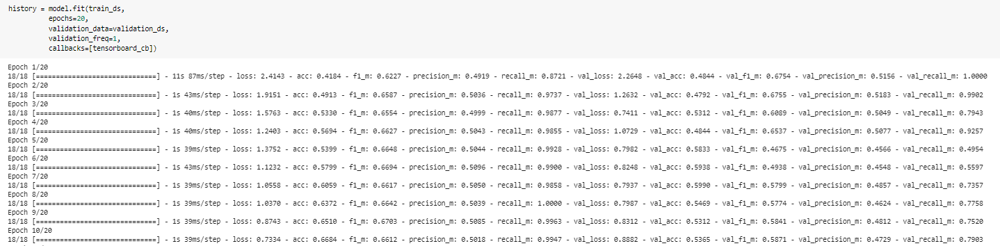 history = model.fit(train_ds,
epochs=20,
validation_data=validation_ds,
validation_freq=1,
callbacks=[tensorboard_cb])
Epoch 1/20
18/18 [==============================] - 11s 87ms/step - loss: 2.4143 - acc: 0.4184 - f1_m: 0.6227 - precision_m: 0.4919 - recall_m: 0.8721 - val_loss: 2.2648 - val_acc: 0.4844 - val_f1_m: 0.6754 - val_precision_m: 0.5156 - val_recall_m: 1.0000
Epoch 2/20
18/18 [==============================] - 1s 43ms/step - loss: 1.9151 - acc: 0.4913 - f1_m: 0.6587 - precision_m: 0.5036 - recall_m: 0.9737 - val_loss: 1.2632 - val_acc: 0.4792 - val_f1_m: 0.6755 - val_precision_m: 0.5183 - val_recall_m: 0.9902
Epoch 3/20
18/18 [==============================] - 1s 40ms/step - loss: 1.5763 - acc: 0.5330 - f1_m: 0.6554 - precision_m: 0.4999 - recall_m: 0.9877 - val_loss: 0.7411 - val_acc: 0.5312 - val_f1_m: 0.6089 - val_precision_m: 0.5049 - val_recall_m: 0.7943
Epoch 4/20
18/18 [==============================] - 1s 40ms/step - loss: 1.2403 - acc: 0.5694 - f1_m: 0.6627 - precision_m: 0.5043 - recall_m: 0.9855 - val_loss: 1.0729 - val_acc: 0.4844 - val_f1_m: 0.6537 - val_precision_m: 0.5077 - val_recall_m: 0.9257
Epoch 5/20
18/18 [==============================] - 1s 39ms/step - loss: 1.3752 - acc: 0.5399 - f1_m: 0.6648 - precision_m: 0.5044 - recall_m: 0.9928 - val_loss: 0.7982 - val_acc: 0.5833 - val_f1_m: 0.4675 - val_precision_m: 0.4566 - val_recall_m: 0.4954
Epoch 6/20
18/18 [==============================] - 1s 43ms/step - loss: 1.1232 - acc: 0.5799 - f1_m: 0.6694 - precision_m: 0.5096 - recall_m: 0.9900 - val_loss: 0.8248 - val_acc: 0.5938 - val_f1_m: 0.4938 - val_precision_m: 0.4548 - val_recall_m: 0.5597
Epoch 7/20
18/18 [==============================] - 1s 39ms/step - loss: 1.0558 - acc: 0.6059 - f1_m: 0.6617 - precision_m: 0.5050 - recall_m: 0.9858 - val_loss: 0.7937 - val_acc: 0.5990 - val_f1_m: 0.5799 - val_precision_m: 0.4857 - val_recall_m: 0.7357
Epoch 8/20
18/18 [==============================] - 1s 39ms/step - loss: 1.0370 - acc: 0.6372 - f1_m: 0.6642 - precision_m: 0.5039 - recall_m: 1.0000 - val_loss: 0.7987 - val_acc: 0.5469 - val_f1_m: 0.5774 - val_precision_m: 0.4624 - val_recall_m: 0.7758
Epoch 9/20
18/18 [==============================] - 1s 39ms/step - loss: 0.8743 - acc: 0.6510 - f1_m: 0.6703 - precision_m: 0.5085 - recall_m: 0.9963 - val_loss: 0.8312 - val_acc: 0.5312 - val_f1_m: 0.5841 - val_precision_m: 0.4812 - val_recall_m: 0.7520
Epoch 10/20
18/18 [==============================] - 1s 39ms/step - loss: 0.7334 - acc: 0.6684 - f1_m: 0.6612 - precision_m: 0.5018 - recall_m: 0.9947 - val_loss: 0.8882 - val_acc: 0.5365 - val_f1_m: 0.5871 - val_precision_m: 0.4729 - val_recall_m: 0.7903